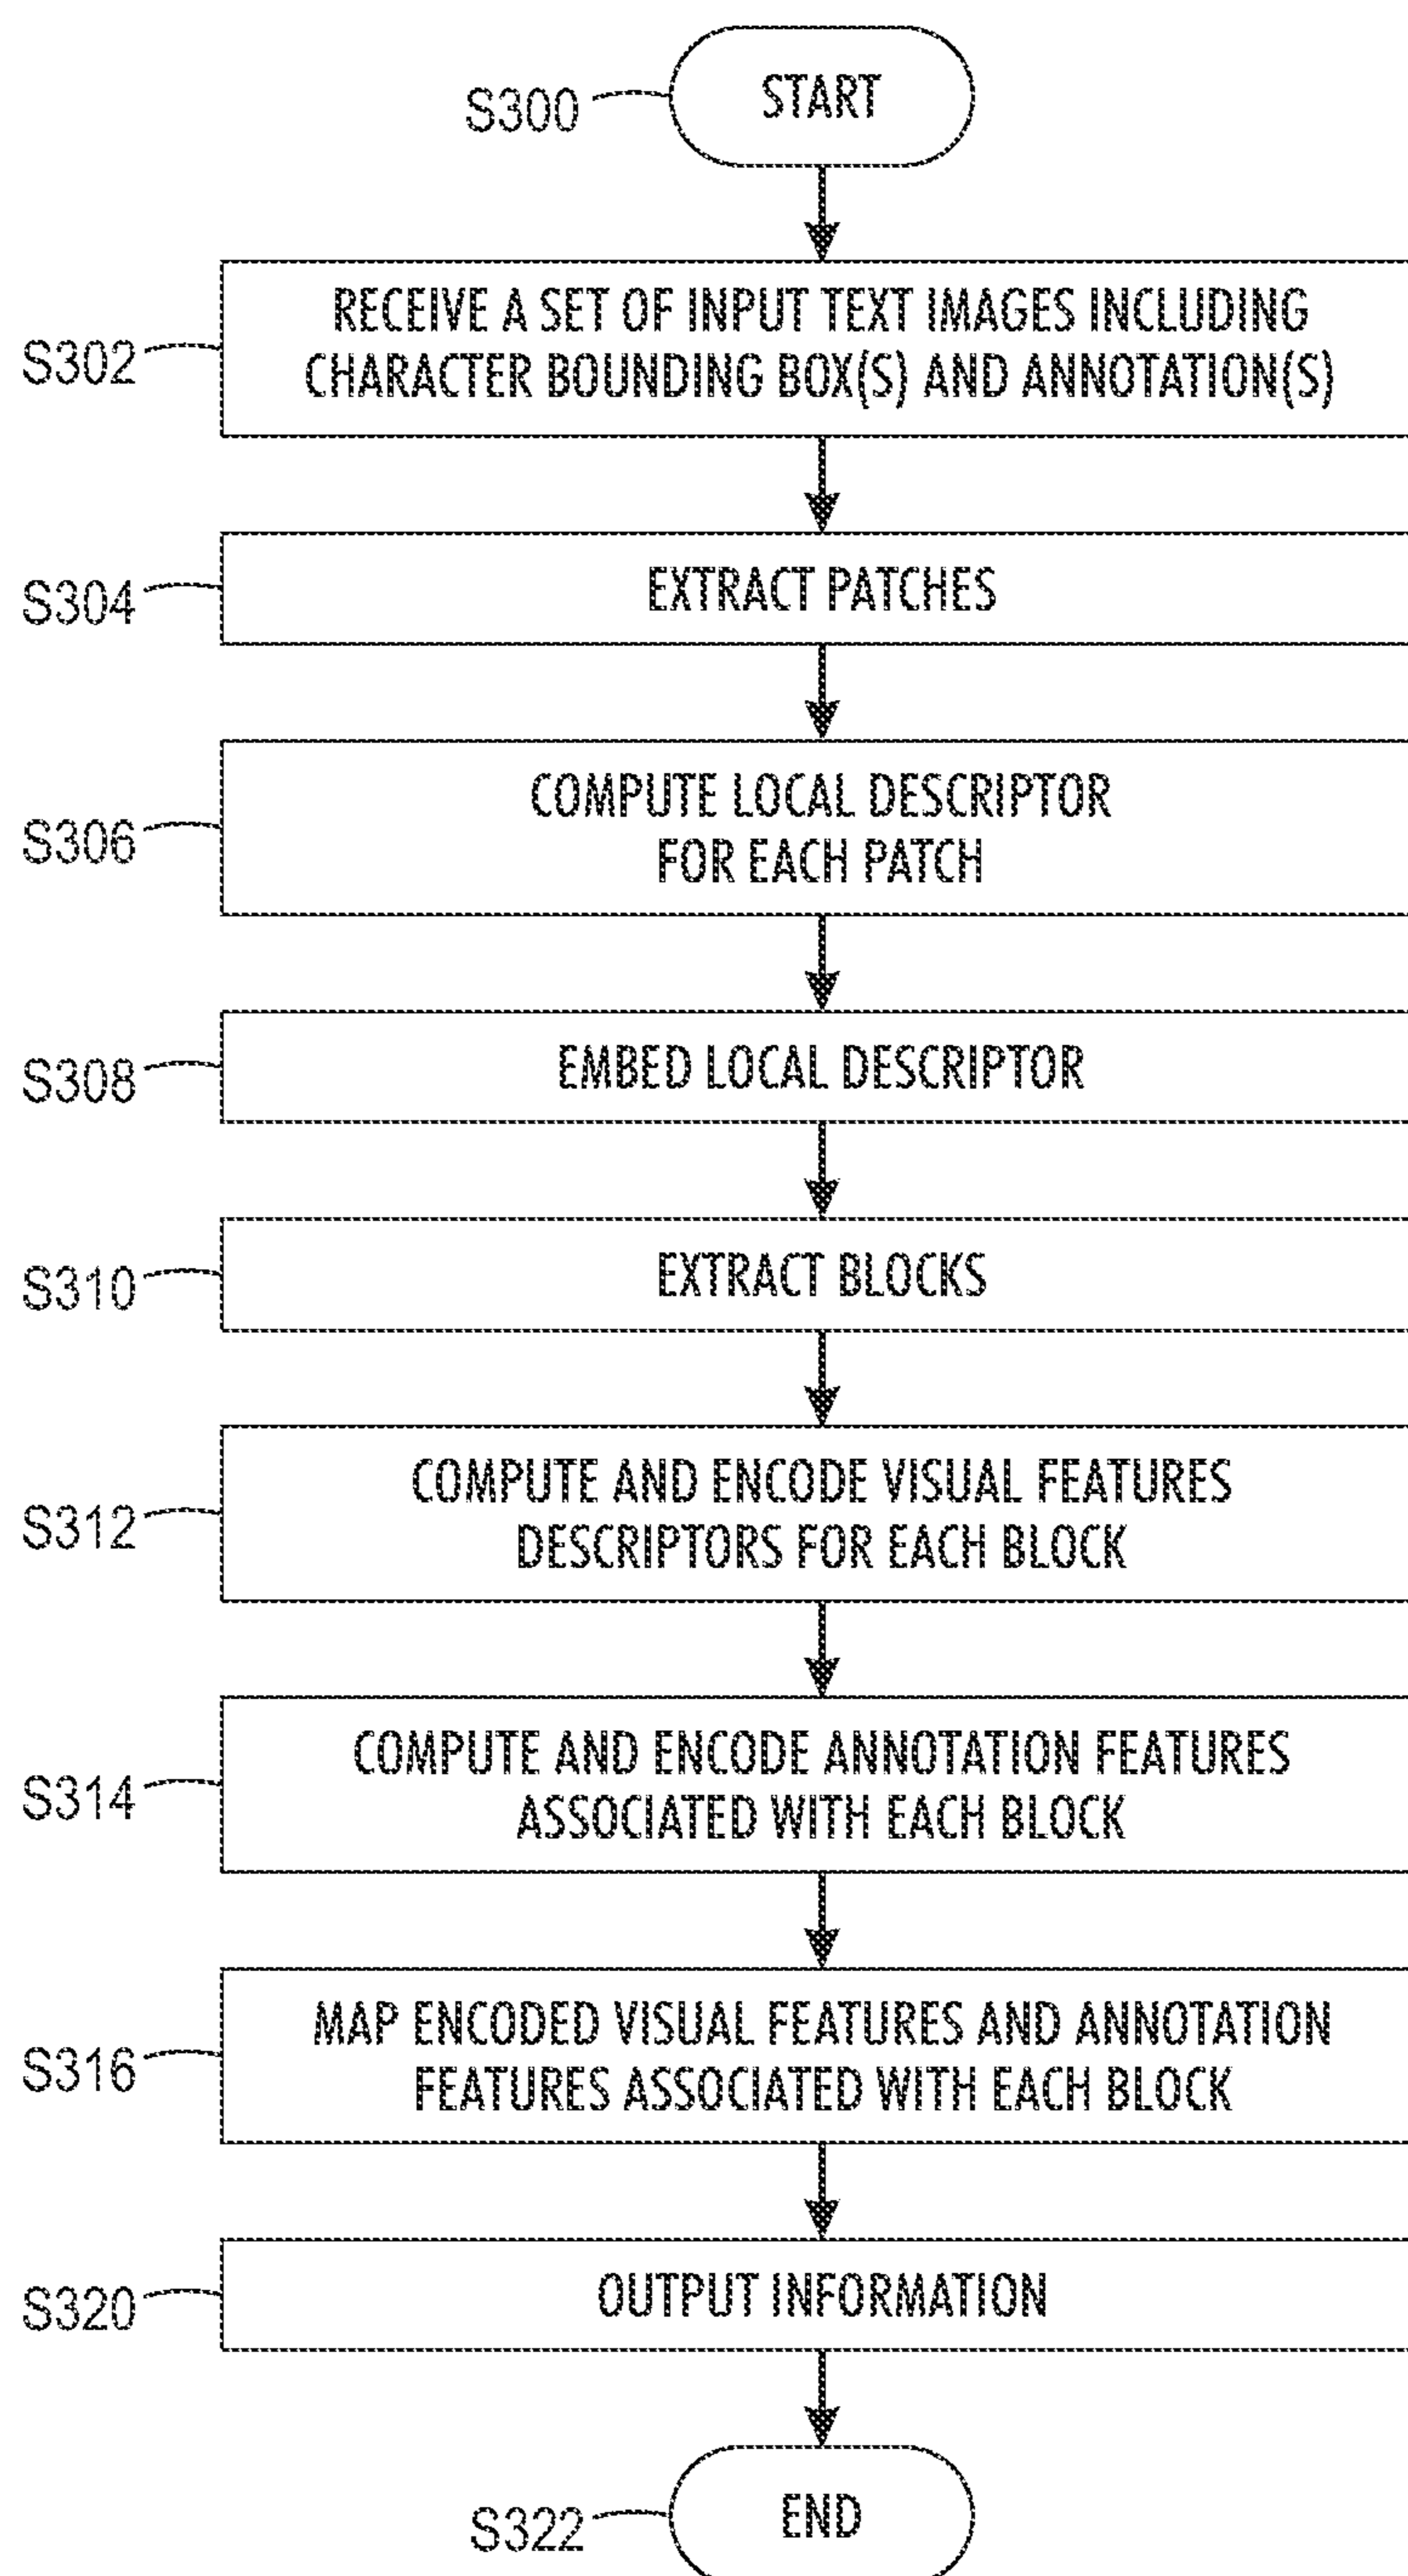 S300
START
S302
RECEIVE A SET OF INPUT TEXT IMAGES INCLUDING
CHARACTER BOUNDING BOX(S) AND ANNOTATION(S)
S304
EXTRACT PATCHES
S306
COMPUTE LOCAL DESCRIPTOR
FOR EACH PATCH
S308
EMBED LOCAL DESCRIPTOR
S310
EXTRACT BLOCKS
S312
COMPUTE AND ENCODE VISUAL FEATURES
DESCRIPTORS FOR EACH BLOCK
S314
COMPUTE AND ENCODE ANNOTATION FEATURES
ASSOCIATED WITH EACH BLOCK
S316
MAP ENCODED VISUAL FEATURES AND ANNOTATION
FEATURES ASSOCIATED WITH EACH BLOCK
S320
OUTPUT INFORMATION
S322
END